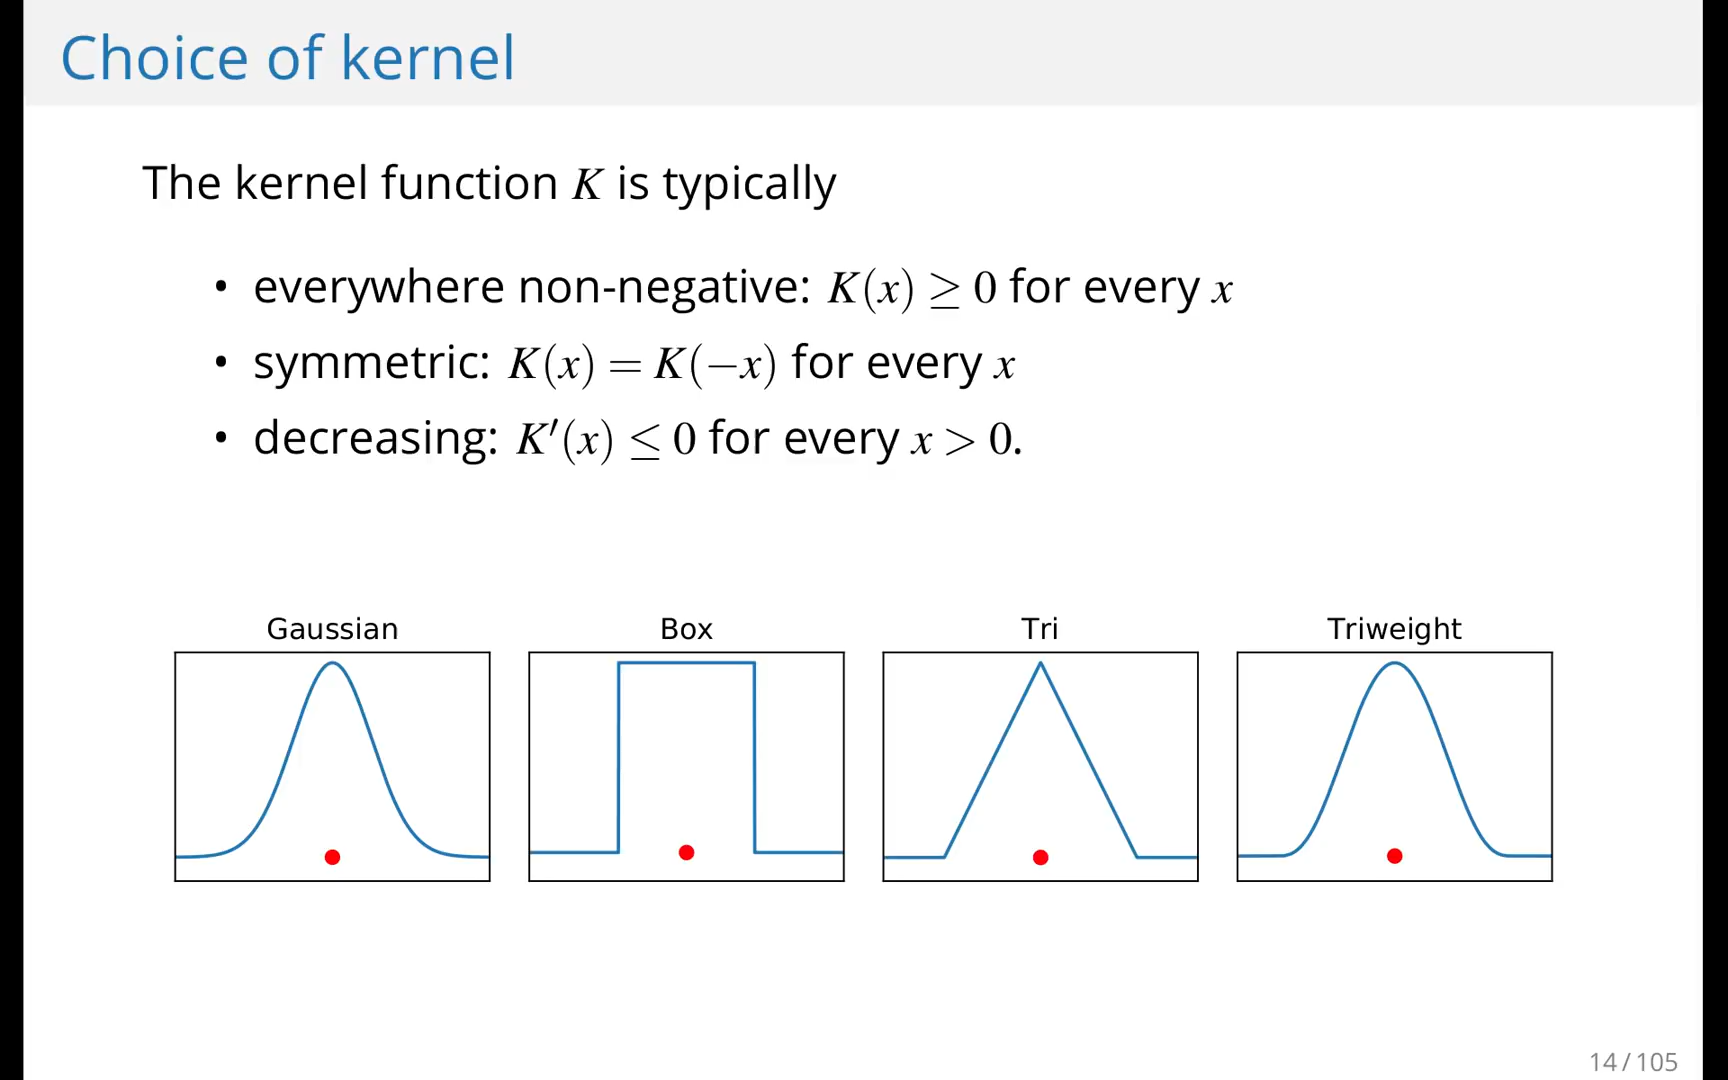 Choice of kernel
The kernel function K is typically
• everywhere non-negative: K(x) ≥ 0 for every x
• symmetric: K(x) = K(−x) for every x
• decreasing: K′(x) ≤ 0 for every x > 0.
Gaussian Box Tri Triweight
14 / 105